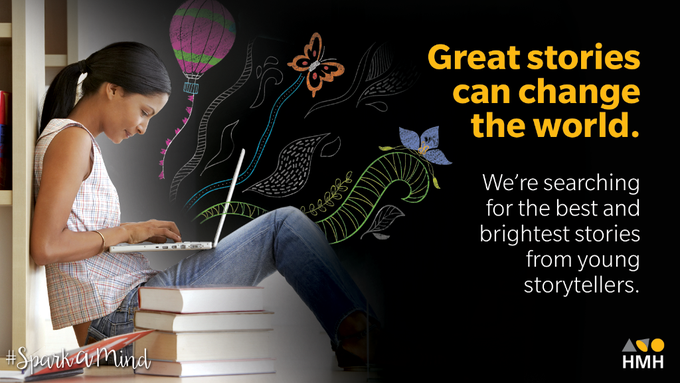 Great stories
can change
the world.
We're searching
for the best and
brightest stories
from young
storytellers.
#SparkaMind
HMH